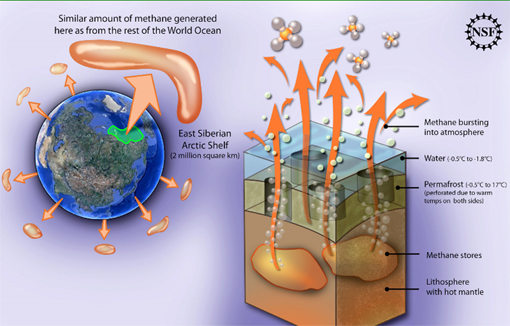 Similar amount of methane generated
here as from the rest of the World Ocean
NSF
East Siberian
Arctic Shelf
(2 million square km)
Methane bursting
into atmosphere
Water (-0.5°C to -1.8°C)
Permafrost (-0.5°C to 17°C)
(perforated due to warm
temps on both sides)
Methane stores
Lithosphere
with hot mantle